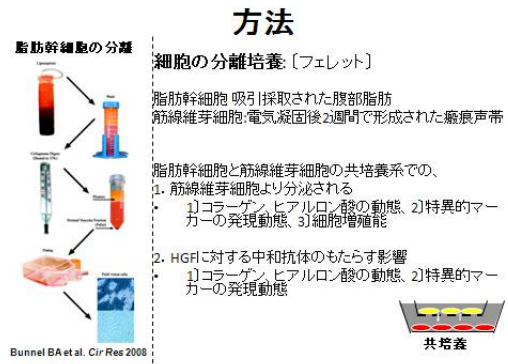 方法
脂肪幹細胞の分離
Lipoaspirate
Wash
細胞の分離培養:〔フェレット〕
脂肪幹細胞 吸引採取された腹部脂肪
筋線維芽細胞:電気凝固後2週間で形成された瘢痕声帯
脂肪幹細胞と筋線維芽細胞の共培養系での、
1. 筋線維芽細胞より分泌される
• 1]コラーゲン、ヒアルロン酸の動態、2]特異的マー
カーの発現動態、3]細胞増殖能
2. HGFに対する中和抗体のもたらす影響
• 1]コラーゲン、ヒアルロン酸の動態、2]特異的マー
カーの発現動態
共培養
Bunnel BA et al. Cir Res 2008